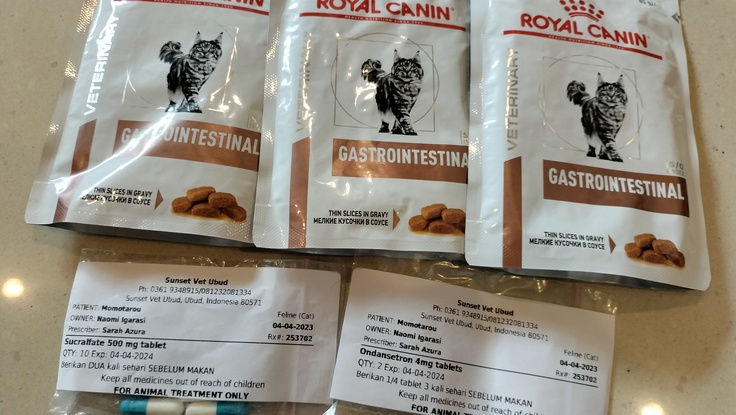 ROYAL CANIN
VETERINARY
GASTROINTESTINAL
THIN SLICES IN GRAVY
МЕЛКИЕ КУСОЧКИ В СОУСЕ
ROYAL CANIN
GASTROINTESTINA
THIN SLICES IN GRAVY
МЕЛКИЕ КУСОЧКИ В СОУСЕ
ROYAL CANIN
VETERINARY
GASTROINTESTINAL
THIN SLICES IN GRAVY
МЕЛКИЕ КУСОЧКИ В СОУСЕ
Sunset Vet Ubud
Ph: 0361 9348915/081232081334
Sunset Vet Ubud, Ubud, Indonesia 80571
PATIENT: Momotarou Feline (Cat)
OWNER: Naomi Igarasi 04-04-2023
Prescriber: Sarah Azura Rx#: 253702
Sucralfate 500 mg tablet
QTY: 10 Exp: 04-04-2024
Berikan DUA kali sehari SEBELUM MAKAN
Keep all medicines out of reach of children
FOR ANIMAL TREATMENT ONLY
Sunset Vet Ubud
Ph: 0361 9348915/081232081334
Sunset Vet Ubud, Ubud, Indonesia 80571
PATIENT: Momotarou
OWNER: Naomi Igarasi Feline (Cat)
Prescriber: Sarah Azura 04-04-2023
Ondansetron 4mg tablets Rx#: 253702
QTY: 2 Exp: 04-04-2024
Berikan 1/4 tablet 3 kali sehari SEBELUM MAKAN
Keep all medicines out of reach of children
FOR ANIMAL